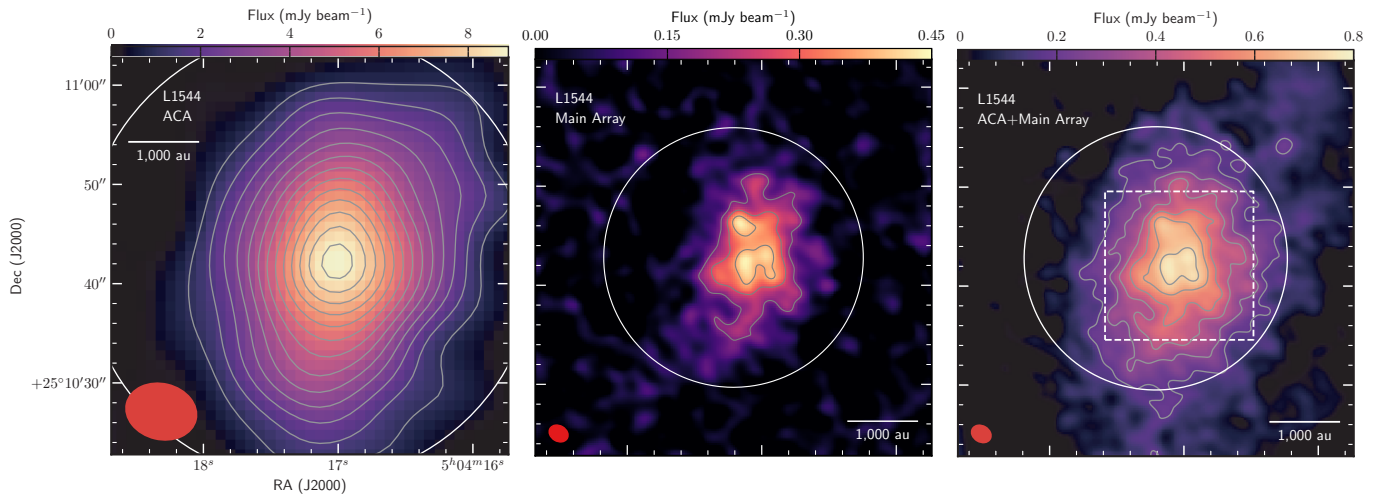 Flux (mJy beam⁻¹)
0 2 4 6 8
L1544
ACA
1,000 au
11′00″
50″
40″
+25°10′30″
Dec (J2000)
18ˢ 17ˢ 5ʰ04ᵐ16ˢ
RA (J2000)
Flux (mJy beam⁻¹)
0.00 0.15 0.30 0.45
L1544
Main Array
1,000 au
Flux (mJy beam⁻¹)
0 0.2 0.4 0.6 0.8
L1544
ACA+Main Array
1,000 au